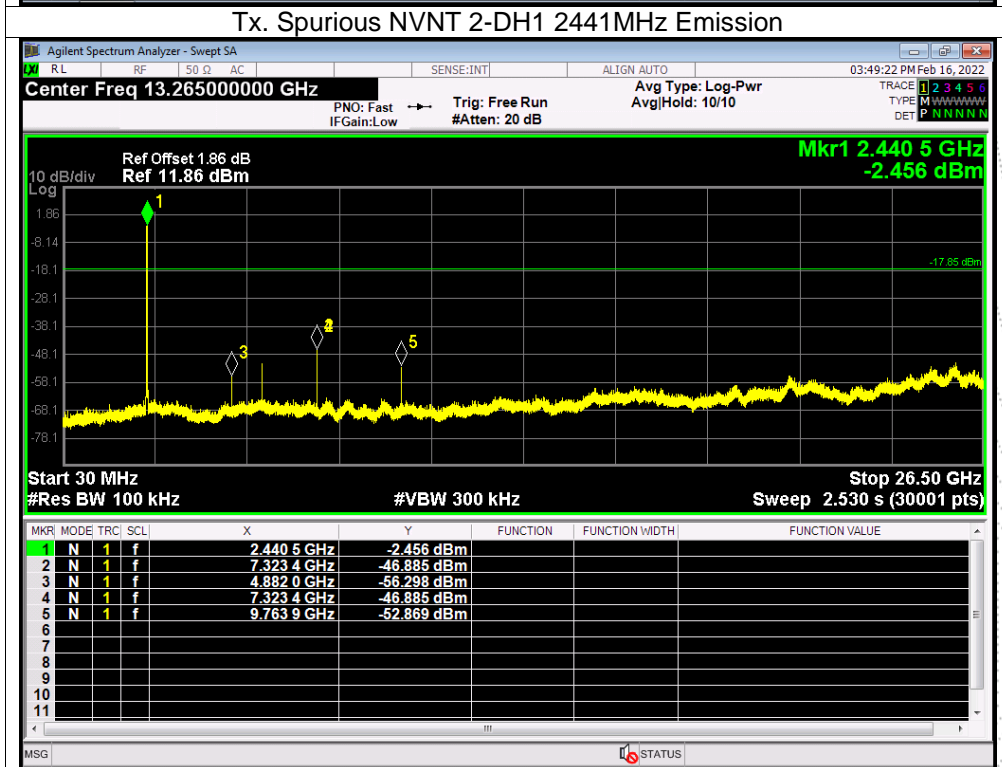 Tx. Spurious NVNT 2-DH1 2441MHz Emission
Agilent Spectrum Analyzer - Swept SA
LXI RL RF 50 Ω AC SENSE:INT ALIGN AUTO 03:49:22 PM Feb 16, 2022
Center Freq 13.265000000 GHz Avg Type: Log-Pwr TRACE 1 2 3 4 5 6
PNO: Fast Trig: Free Run Avg|Hold: 10/10 TYPE M WWWWW
IFGain:Low #Atten: 20 dB DET P N N N N N
Mkr1 2.440 5 GHz
-2.456 dBm
Ref Offset 1.86 dB
10 dB/div Ref 11.86 dBm
Log
1
1.86
-8.14
-18.1
-17.85 dBm
-28.1
-38.1
-48.1
3
5
-58.1
-68.1
-78.1
Start 30 MHz Stop 26.50 GHz
#Res BW 100 kHz #VBW 300 kHz Sweep 2.530 s (30001 pts)
MKR MODE TRC SCL X Y FUNCTION FUNCTION WIDTH FUNCTION VALUE
1 N 1 f 2.440 5 GHz -2.456 dBm
2 N 1 f 7.323 4 GHz -46.885 dBm
3 N 1 f 4.882 0 GHz -56.298 dBm
4 N 1 f 7.323 4 GHz -46.885 dBm
5 N 1 f 9.763 9 GHz -52.869 dBm
6
7
8
9
10
11
MSG STATUS